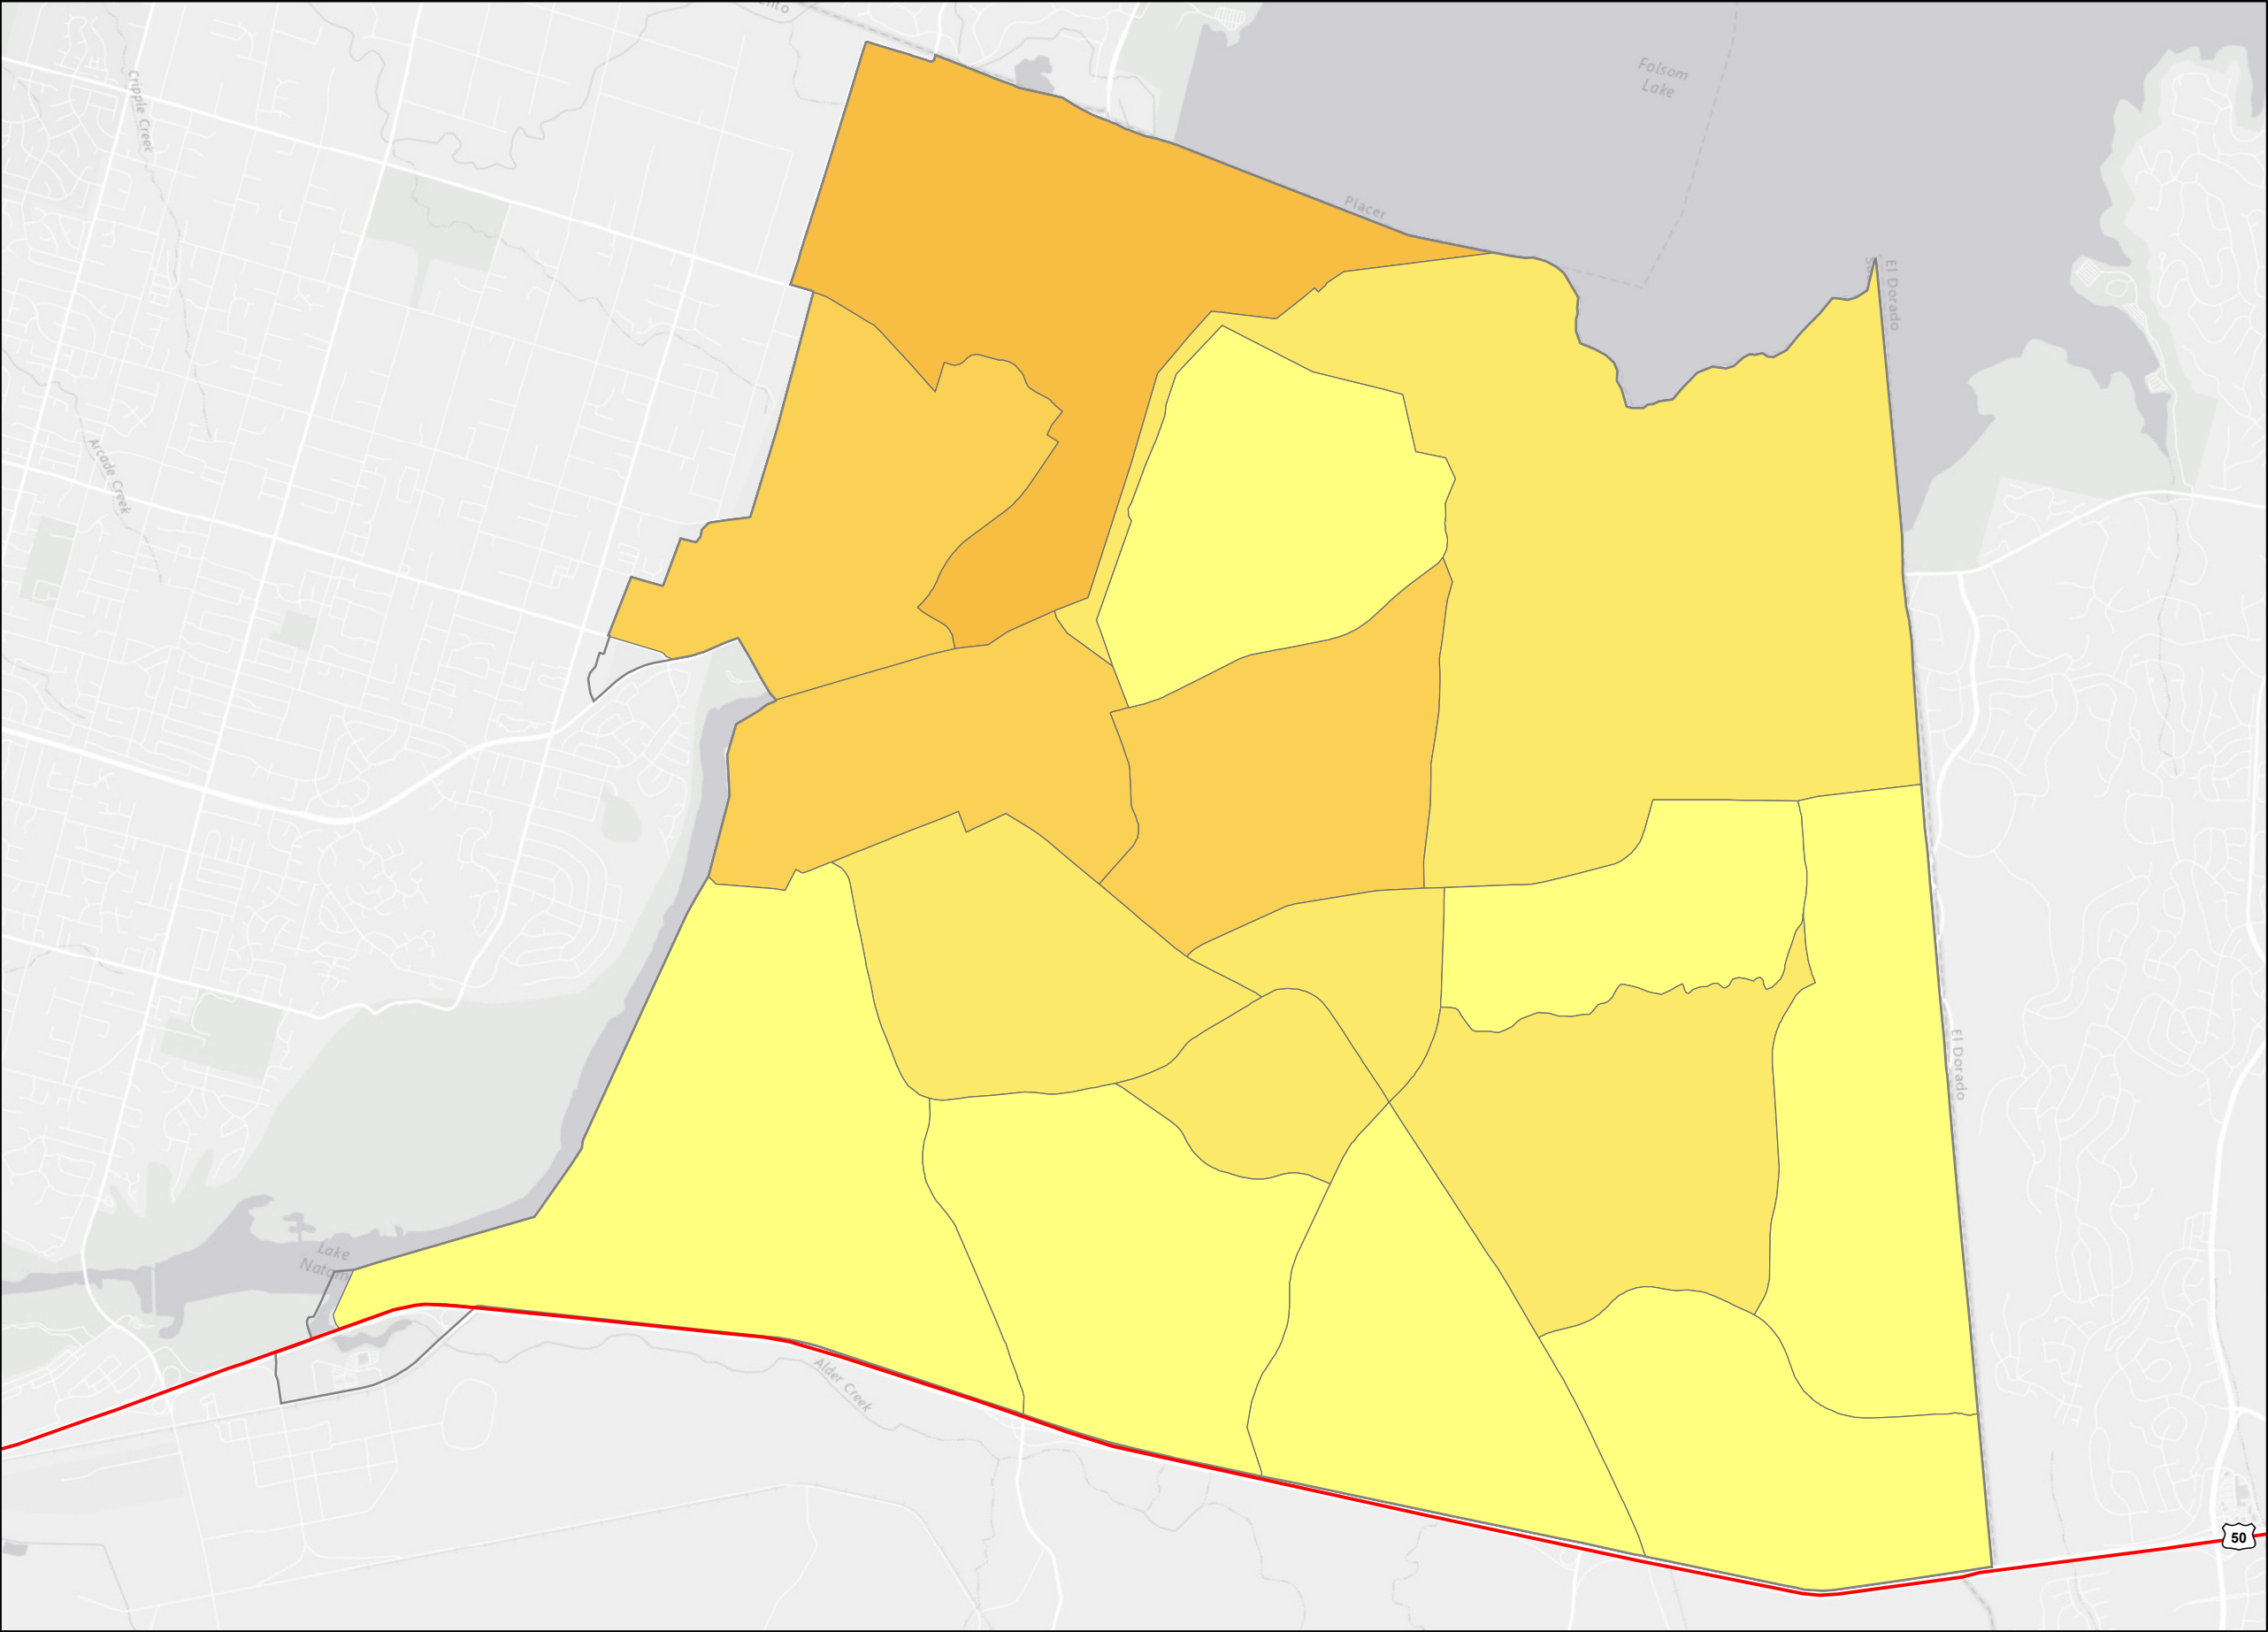 Folsom
Lake
Cripple Creek
Placer
El Dorado
Arcade Creek
El Dorado
Lake
Natom
Alder Creek
50